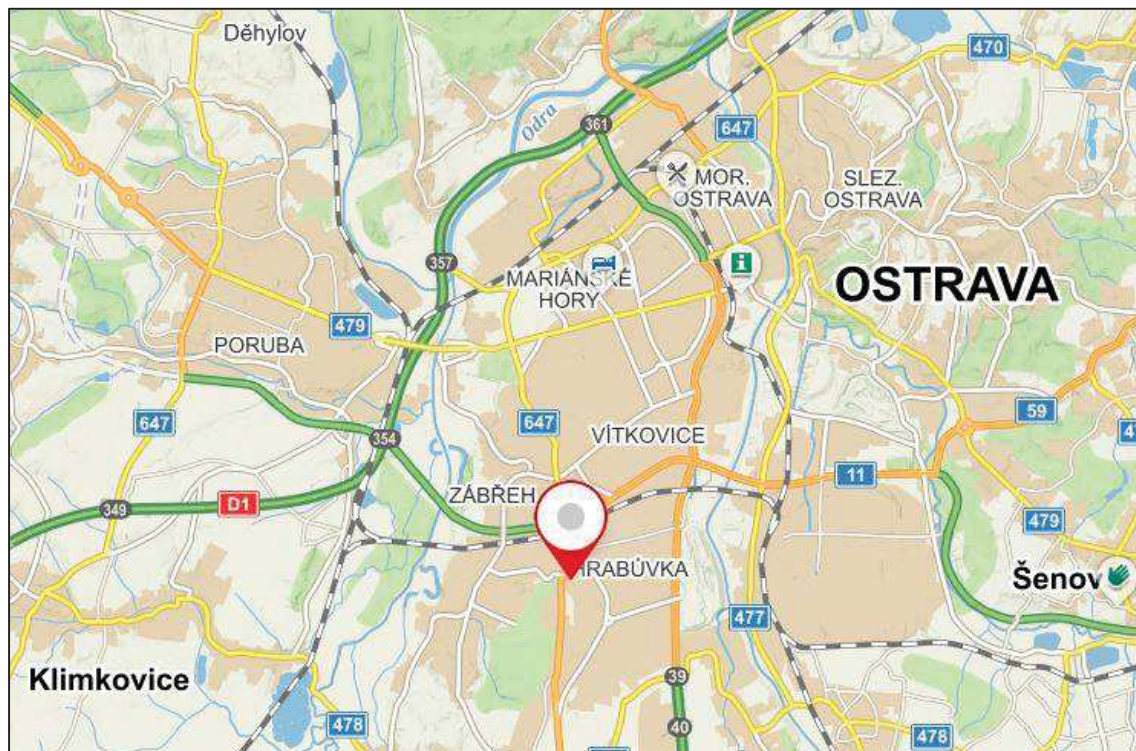 Děhylov
470
Odra
361
647
MOR.
OSTRAVA
SLEZ.
OSTRAVA
357
MARIÁNSKÉ
HORY
i
OSTRAVA
479
PORUBA
647
647
354
VÍTKOVICE
59
11
ZÁBŘEH
D1
349
479
HRABŮVKA
Šenov
477
Klimkovice
39
478
40
478